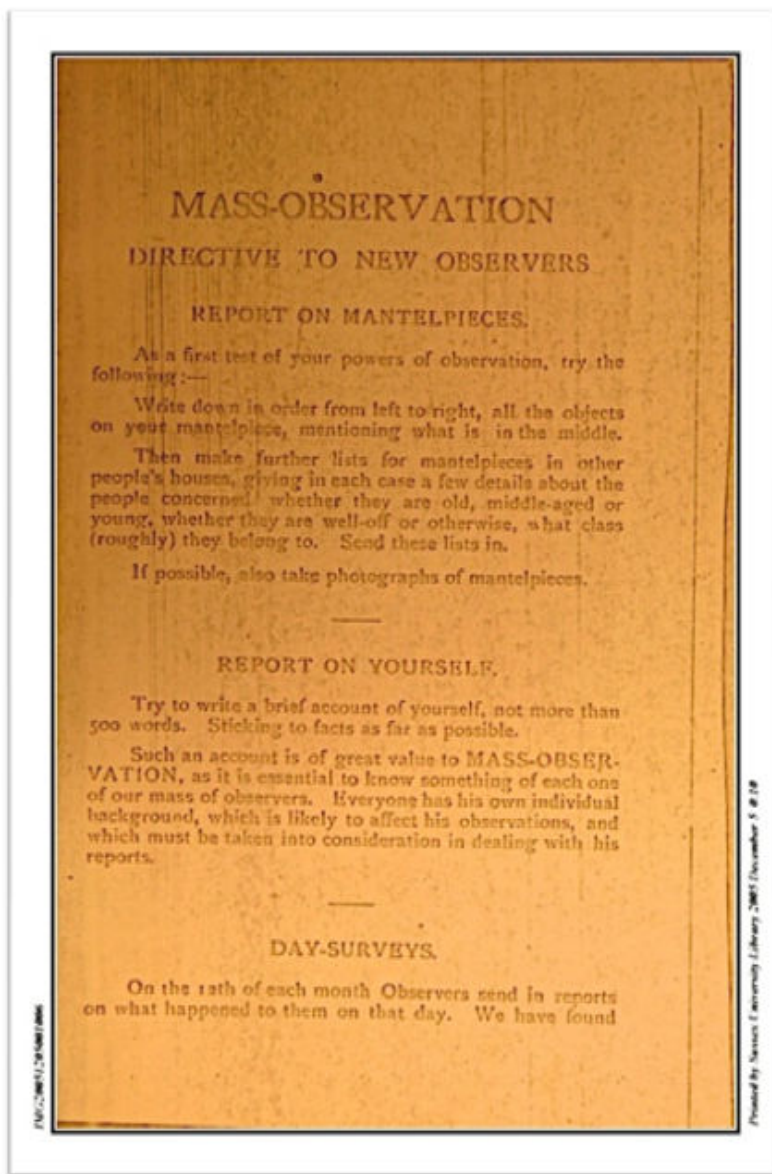 MASS-OBSERVATION
DIRECTIVE TO NEW OBSERVERS
REPORT ON MANTELPIECES.
As a first test of your powers of observation, try the
following:—
Write down in order from left to right, all the objects
on your mantelpiece, mentioning what is in the middle.
Then make further lists for mantelpieces in other
people's houses, giving in each case a few details about the
people concerned whether they are old, middle-aged or
young, whether they are well-off or otherwise, what class
(roughly) they belong to. Send these lists in.
If possible, also take photographs of mantelpieces.
REPORT ON YOURSELF.
Try to write a brief account of yourself, not more than
500 words. Sticking to facts as far as possible.
Such an account is of great value to MASS-OBSER-
VATION, as it is essential to know something of each one
of our mass of observers. Everyone has his own individual
background, which is likely to affect his observations, and
which must be taken into consideration in dealing with his
reports.
DAY-SURVEYS.
On the 12th of each month Observers send in reports
on what happened to them on that day. We have found
Printed by Sussex University Library 2005 December 5